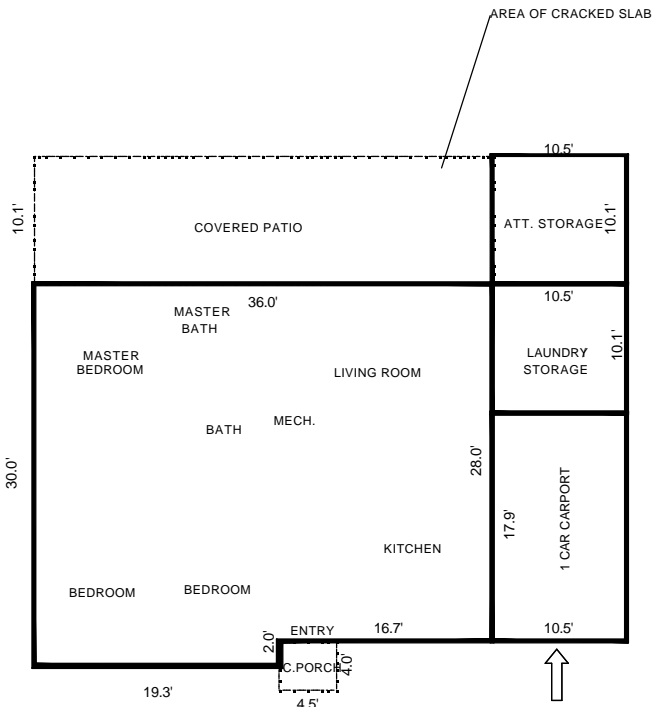 AREA OF CRACKED SLAB
10.5'
10.1'
COVERED PATIO
ATT. STORAGE
10.1'
36.0'
10.5'
MASTER
BATH
MASTER
BEDROOM
LIVING ROOM
LAUNDRY
STORAGE
10.1'
BATH
MECH.
30.0'
28.0'
17.9'
1 CAR CARPORT
KITCHEN
BEDROOM
BEDROOM
ENTRY
16.7'
10.5'
2.0'
C.PORCH
4.0'
19.3'
4.5'